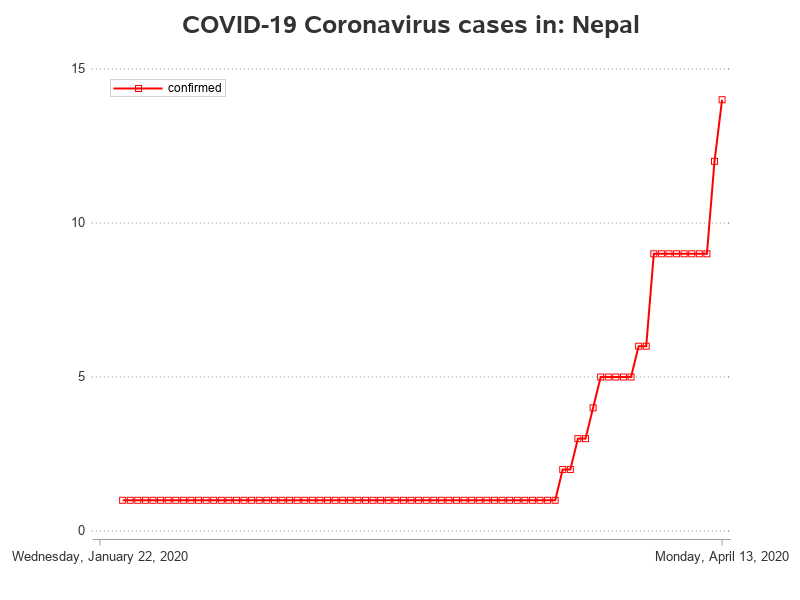 COVID-19 Coronavirus cases in: Nepal
15
confirmed
10
5
0
Wednesday, January 22, 2020
Monday, April 13, 2020